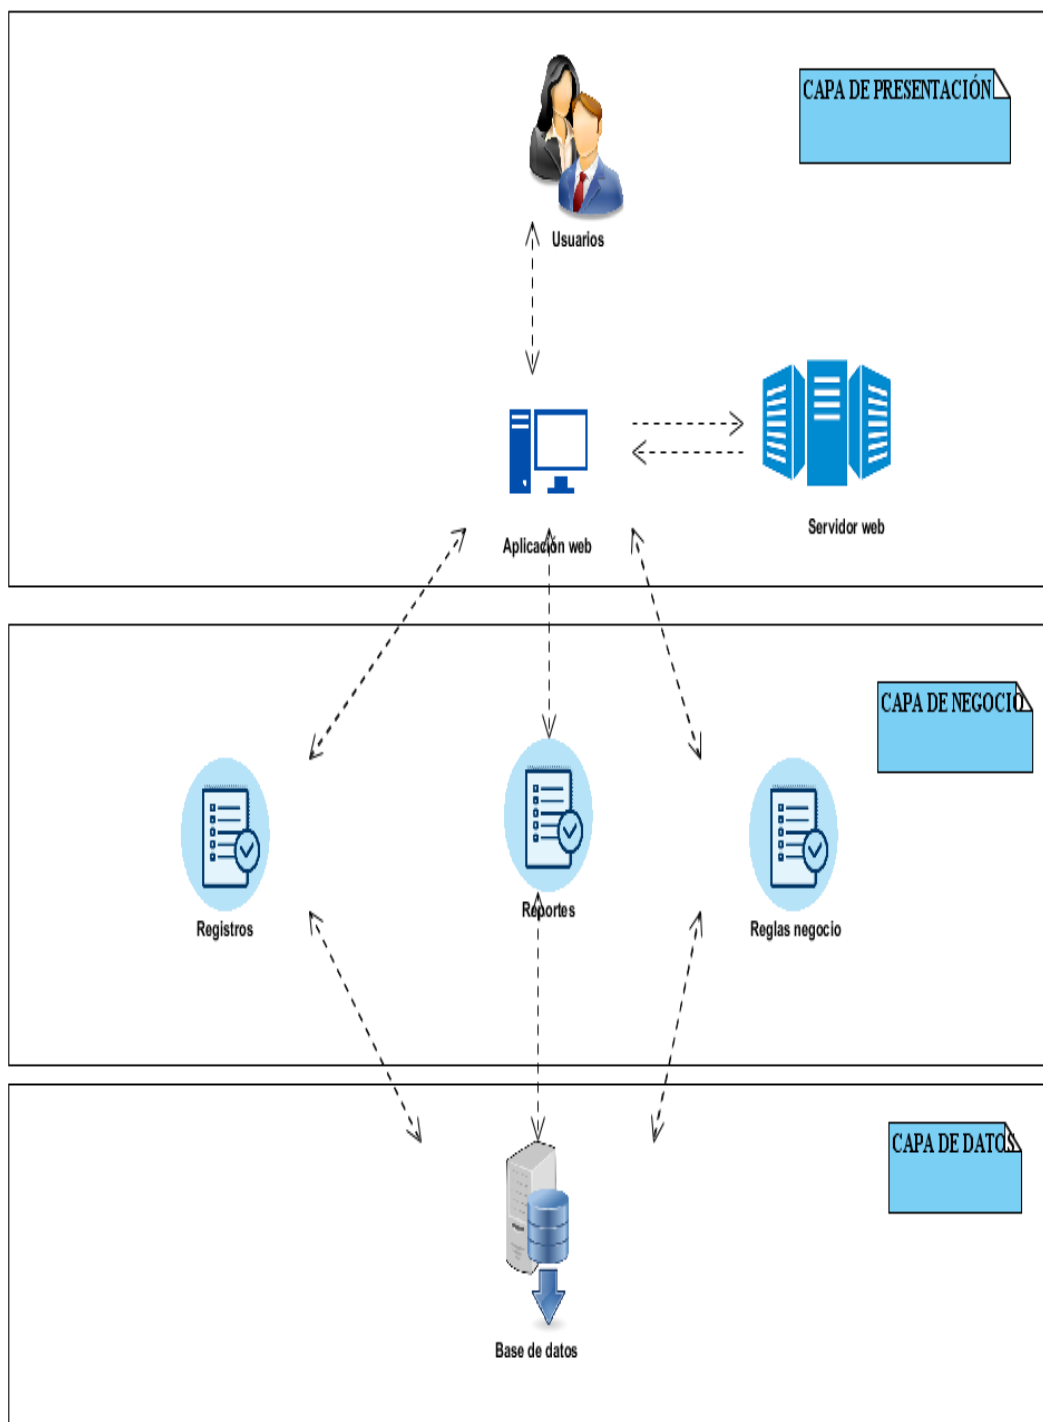 CAPA DE PRESENTACIÓN
Usuarios
Servidor web
Aplicación web
CAPA DE NEGOCIO
Reportes
Registros
Reglas negocio
CAPA DE DATOS
Base de datos